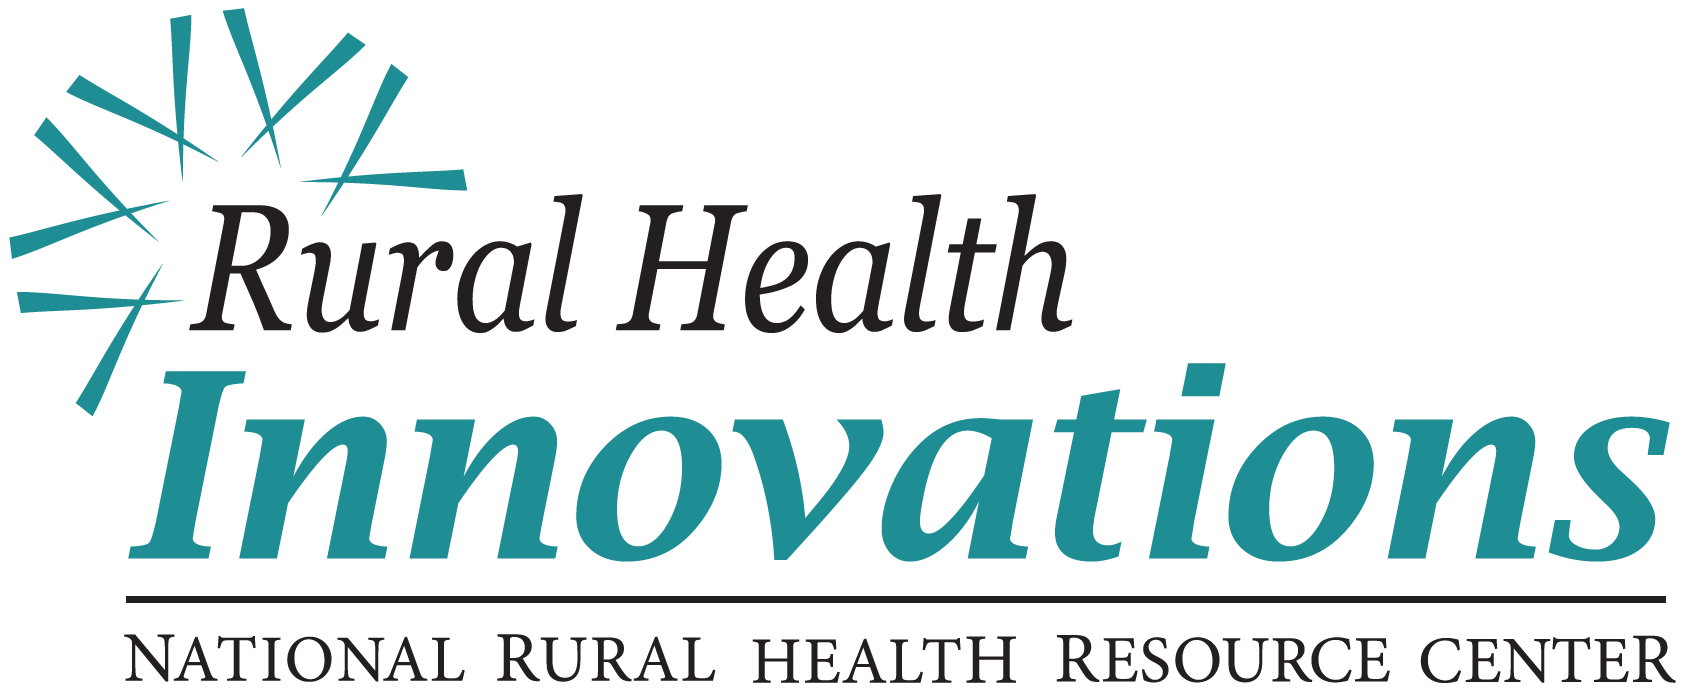 Rural Health
Innovations
NATIONAL RURAL HEALTH RESOURCE CENTER